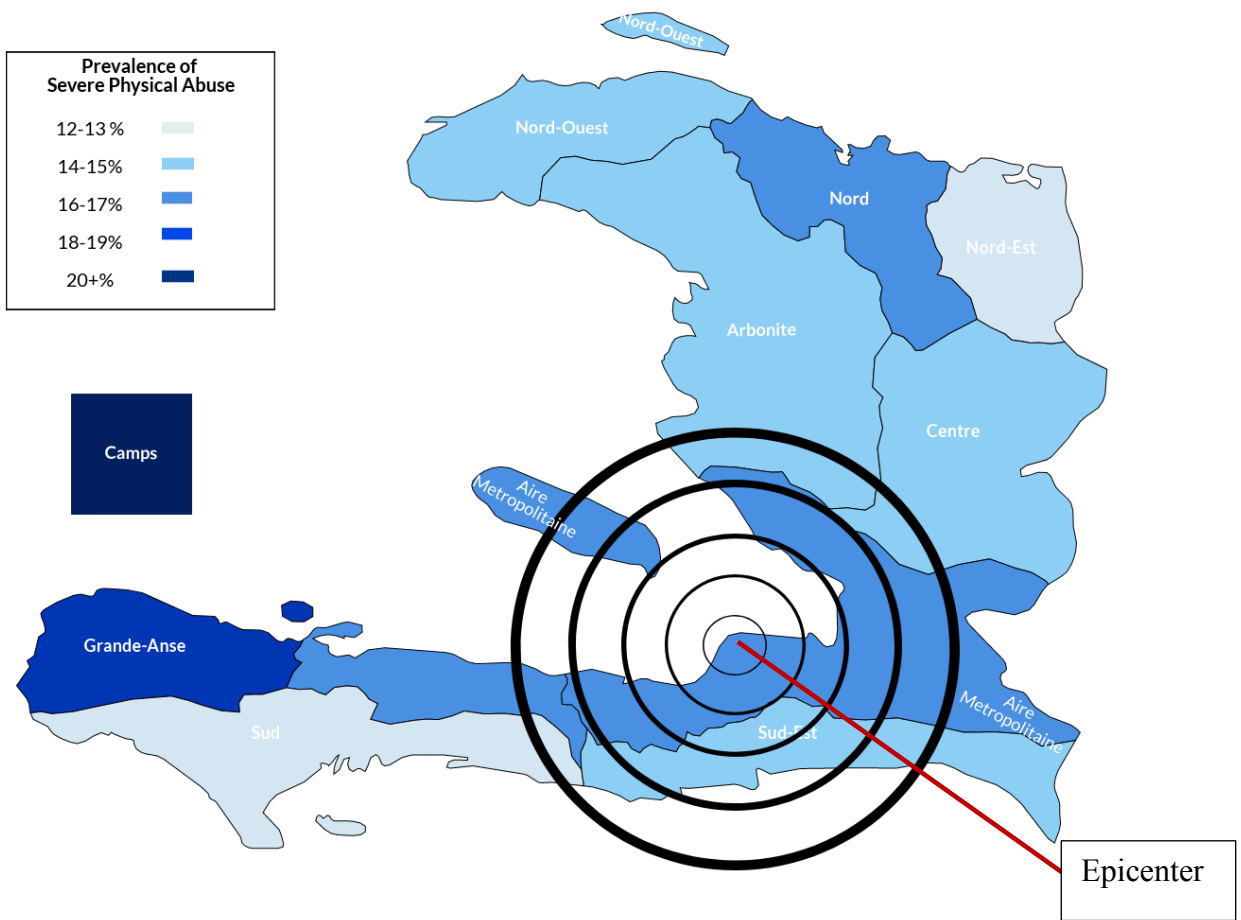 Prevalence of
Severe Physical Abuse
12-13 %
14-15%
16-17%
18-19%
20+%
Camps
Nord-Ouest
Nord-Ouest
Nord
Nord-Est
Arbonite
Centre
Aire
Metropolitaine
Grande-Anse
Sud
Sud-Est
Aire
Metropolitaine
Epicenter